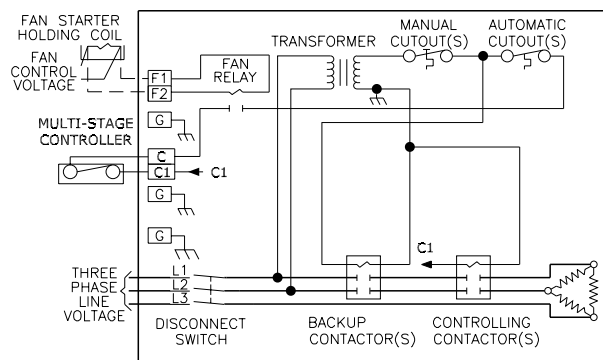 FAN STARTER
HOLDING COIL
FAN
CONTROL
VOLTAGE
MULTI-STAGE
CONTROLLER
F1
F2
G
C
C1
C1
G
G
FAN
RELAY
TRANSFORMER
MANUAL
CUTOUT(S)
AUTOMATIC
CUTOUT(S)
C1
THREE
PHASE
LINE
VOLTAGE
L1
L2
L3
DISCONNECT
SWITCH
BACKUP
CONTACTOR(S)
CONTROLLING
CONTACTOR(S)